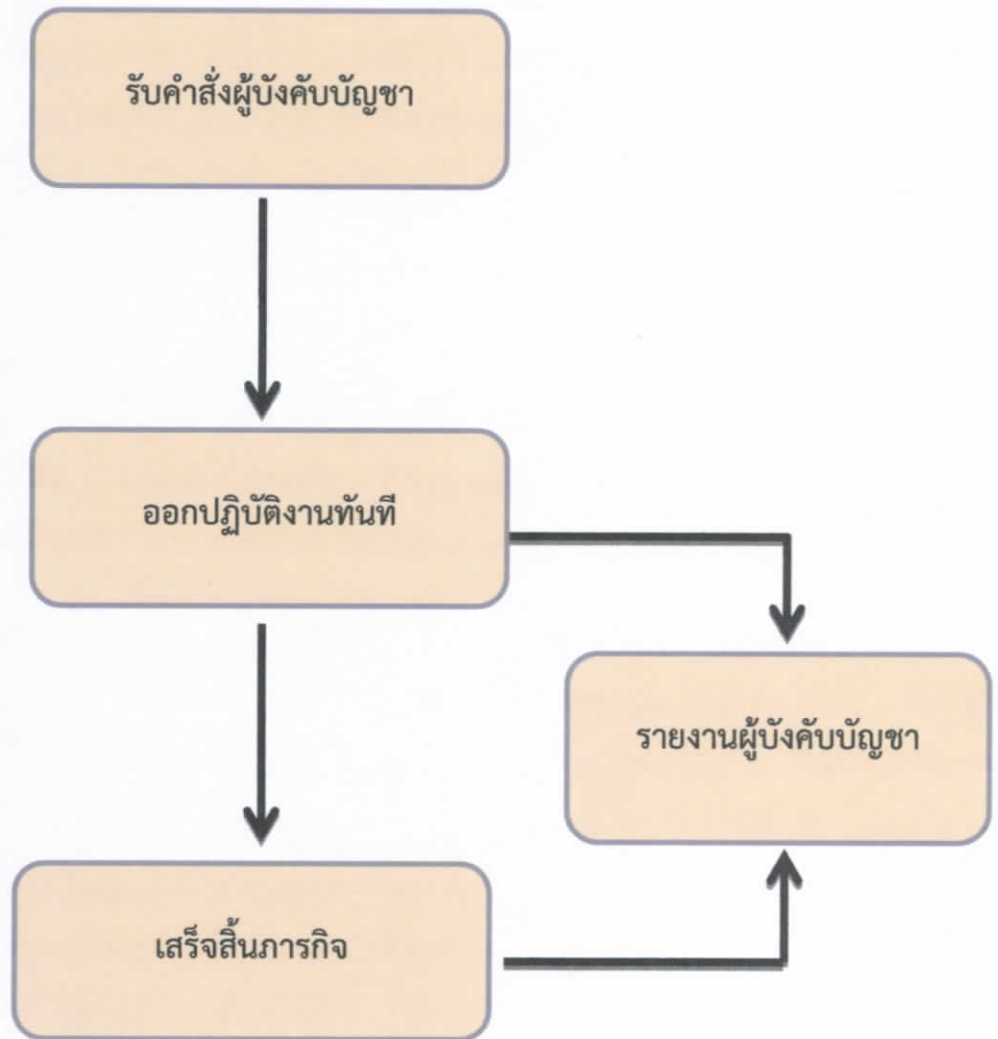 รับคำสั่งผู้บังคับบัญชา
ออกปฏิบัติงานทันที
รายงานผู้บังคับบัญชา
เสร็จสิ้นภารกิจ